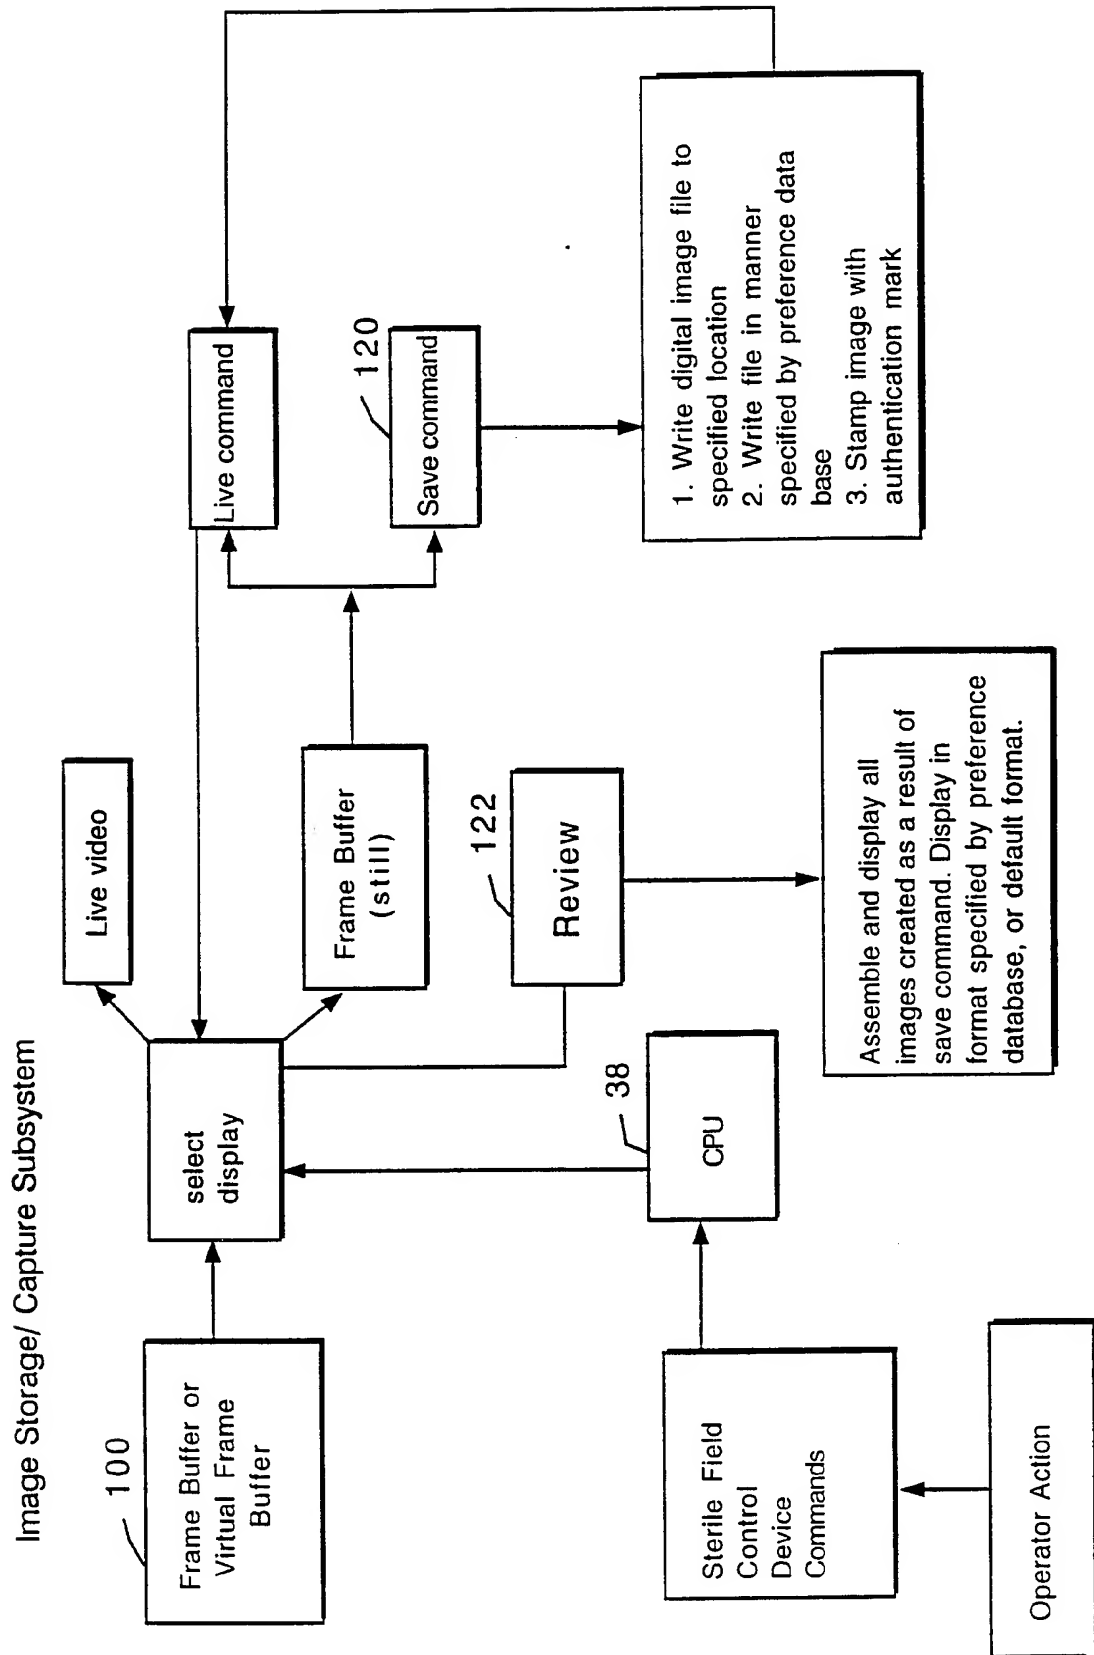 Image Storage/ Capture Subsystem
100
Frame Buffer or
Virtual Frame
Buffer
select
display
Live video
Frame Buffer
(still)
Live command
120
Save command
1. Write digital image file to
specified location
2. Write file in manner
specified by preference data
base
3. Stamp image with
authentication mark
122
Review
Assemble and display all
images created as a result of
save command. Display in
format specified by preference
database, or default format.
38
CPU
Sterile Field
Control
Device
Commands
Operator Action